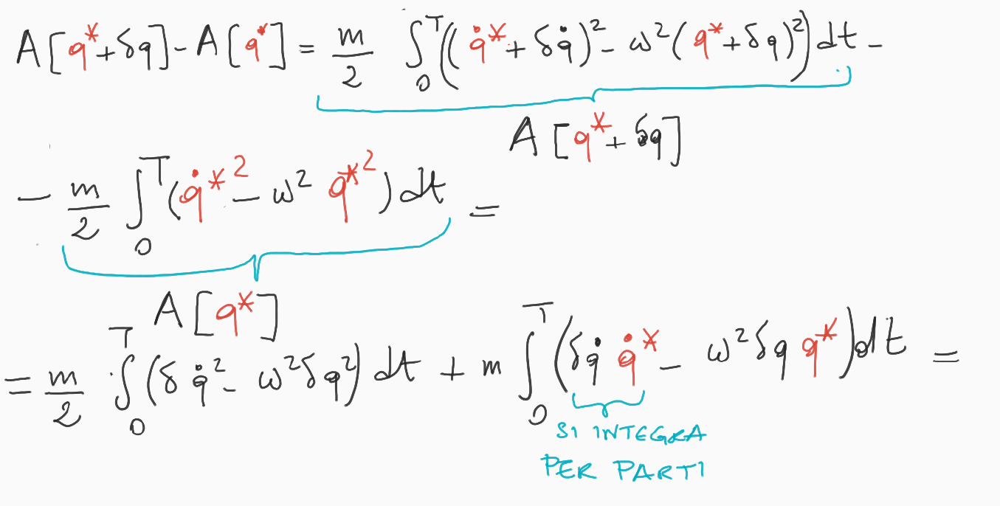 A[q*+δq]-A[q*] = m/2 ∫₀ᵀ((q̇*+δq̇)²-ω²(q*+δq)²)dt -
A[q*+δq]
- m/2 ∫₀ᵀ(q̇*²-ω² q*²)dt =
A[q*]
= m/2 ∫₀ᵀ(δq̇²-ω²δq²)dt + m ∫₀ᵀ(δq̇ q̇*-ω²δq q*)dt =
SI INTEGRA
PER PARTI